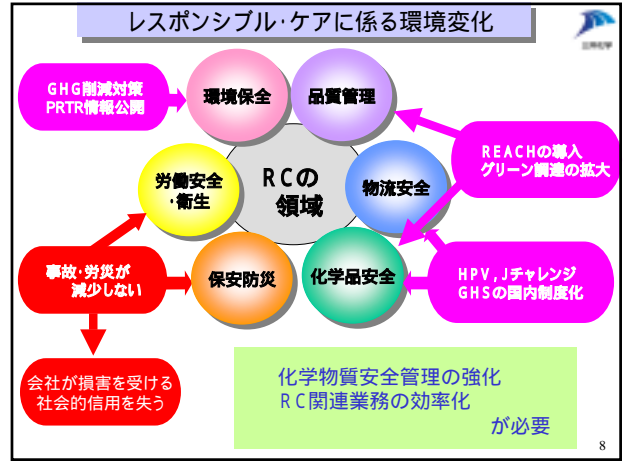 レスポンシブル・ケアに係る環境変化
三井化学
GHG削減対策
PRTR情報公開
環境保全
品質管理
REACHの導入
グリーン調達の拡大
労働安全
・衛生
RCの
領域
物流安全
事故・労災が
減少しない
保安防災
化学品安全
HPV,Jチャレンジ
GHSの国内制度化
会社が損害を受ける
社会的信用を失う
化学物質安全管理の強化
RC関連業務の効率化
が必要
8